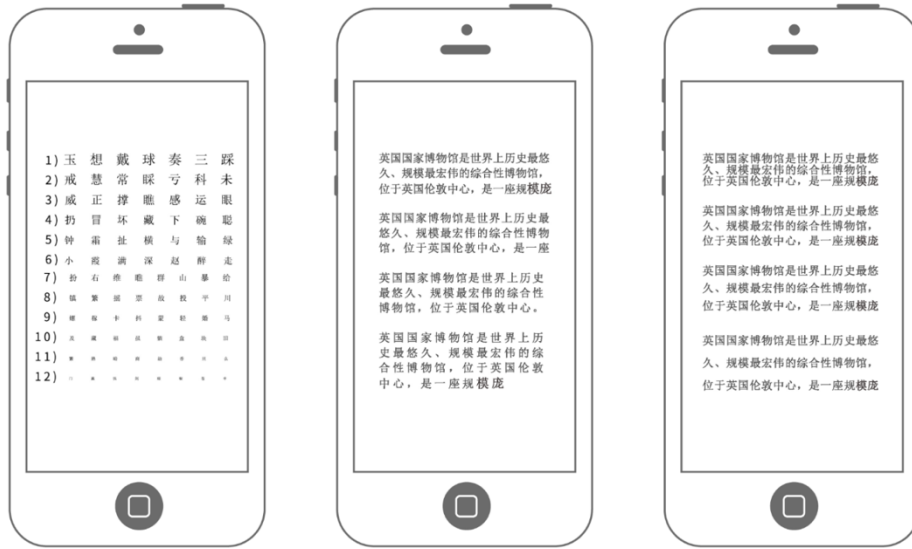 1) 玉 想 戴 球 奏 三 踩
2) 戒 慧 常 睬 亏 科 未
3) 威 正 撑 瞧 感 运 眼
4) 扔 冒 坏 藏 下 碗 聪
5) 钟 霜 扯 横 与 输 绿
6) 小 霞 满 深 赵 醉 走
7) 扮 右 维 瞧 群 山 暴 给
8) 镇 繁 丽 票 故 我 平 川
9) 卡 蒙 马
10)
11)
12)
英国国家博物馆是世界上历史最悠
久、规模最宏伟的综合性博物馆,
位于英国伦敦中心,是一座规模庞
英国国家博物馆是世界上历史最
悠久、规模最宏伟的综合性博物
馆,位于英国伦敦中心,是一座
英国国家博物馆是世界上历史
最悠久、规模最宏伟的综合性
博物馆,位于英国伦敦中心。
英国国家博物馆是世界上历
史最悠久、规模最宏伟的综
合性博物馆,位于英国伦敦
中心,是一座规模庞
英国国家博物馆是世界上历史最悠
久、规模最宏伟的综合性博物馆,
位于英国伦敦中心,是一座规模庞
英国国家博物馆是世界上历史最悠
久、规模最宏伟的综合性博物馆,
位于英国伦敦中心,是一座规模庞
英国国家博物馆是世界上历史最悠
久、规模最宏伟的综合性博物馆,
位于英国伦敦中心,是一座规模庞
英国国家博物馆是世界上历史最悠
久、规模最宏伟的综合性博物馆,
位于英国伦敦中心,是一座规模庞